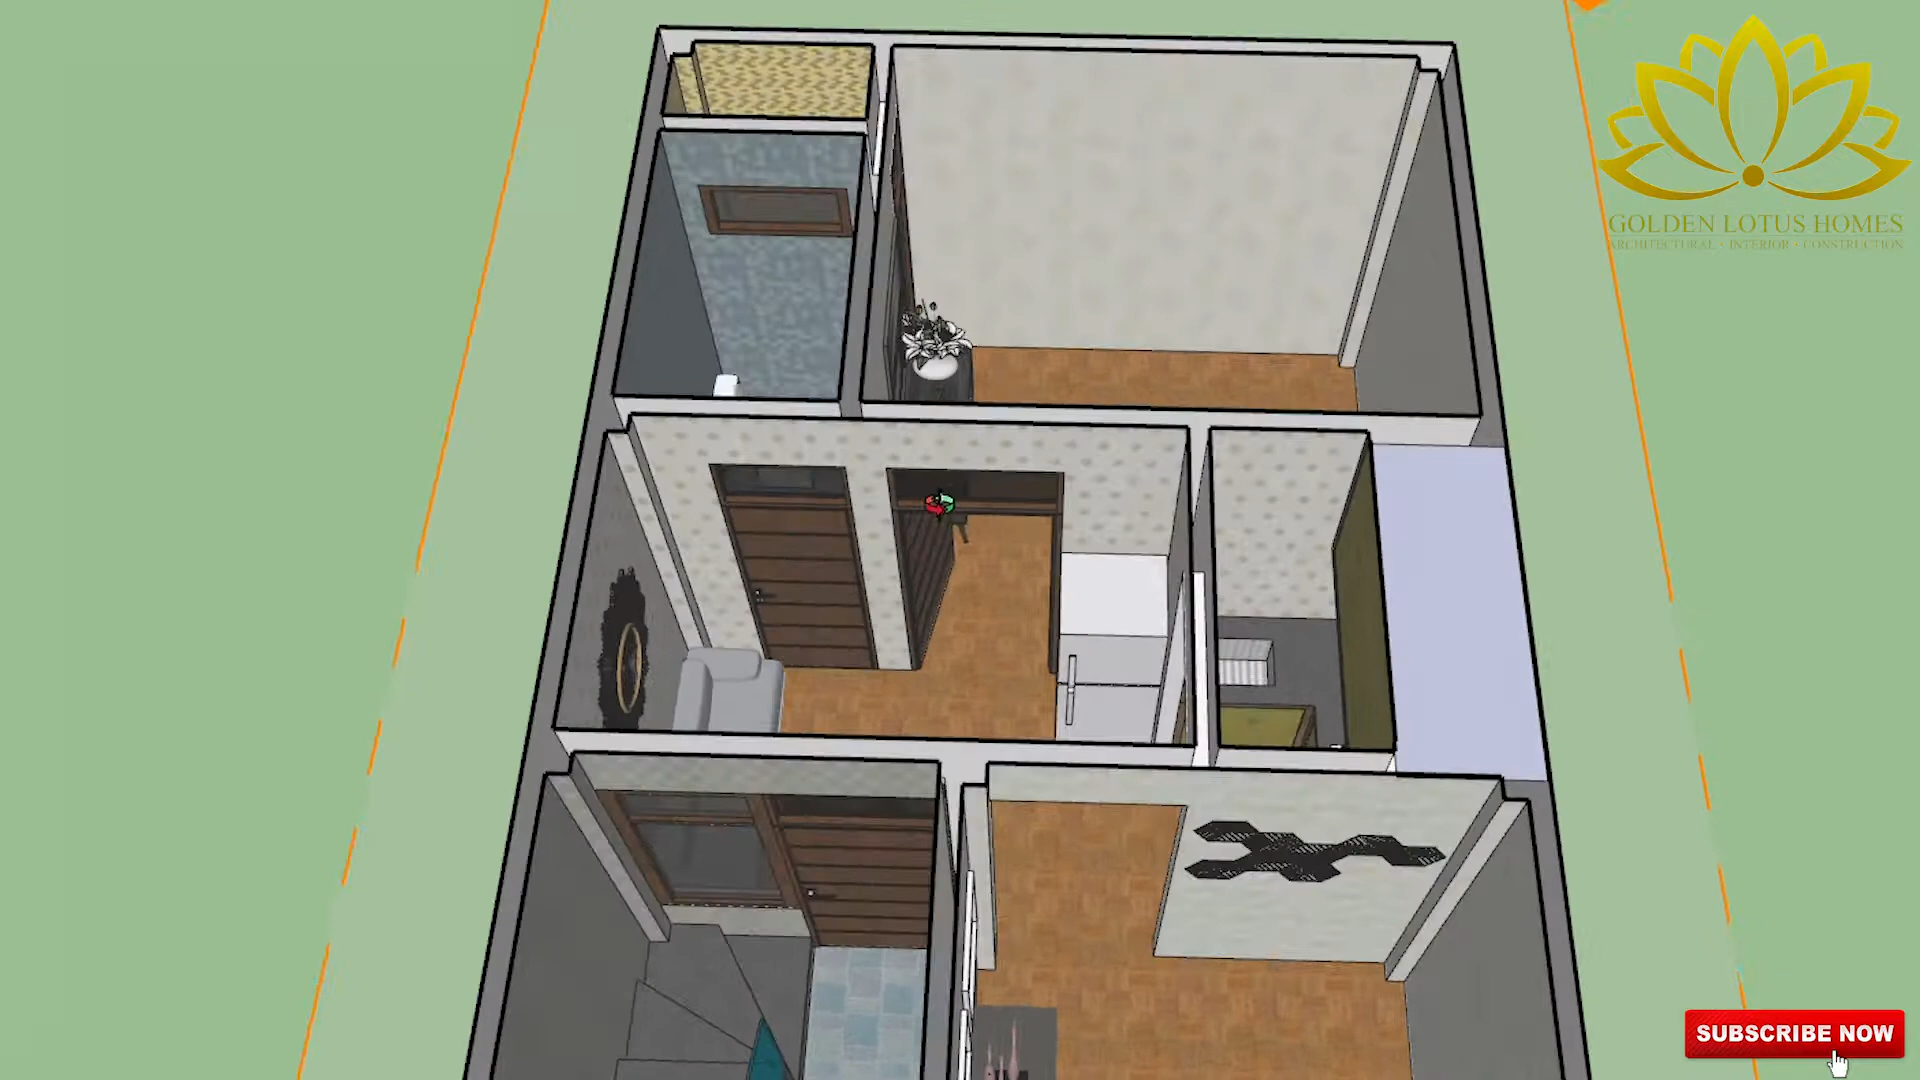 GOLDEN LOTUS HOMES
ARCHITECTURAL - INTERIOR - CONSTRUCTION
SUBSCRIBE NOW